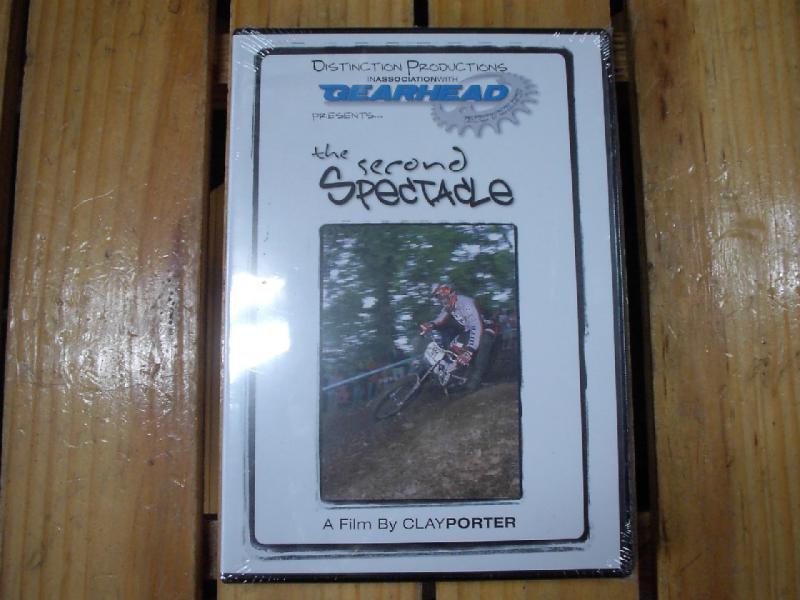 DISTINCTION PRODUCTIONS
IN ASSOCIATION WITH
GEARHEAD
PRESENTS...
the second
SPECTACLE
A Film By CLAYPORTER